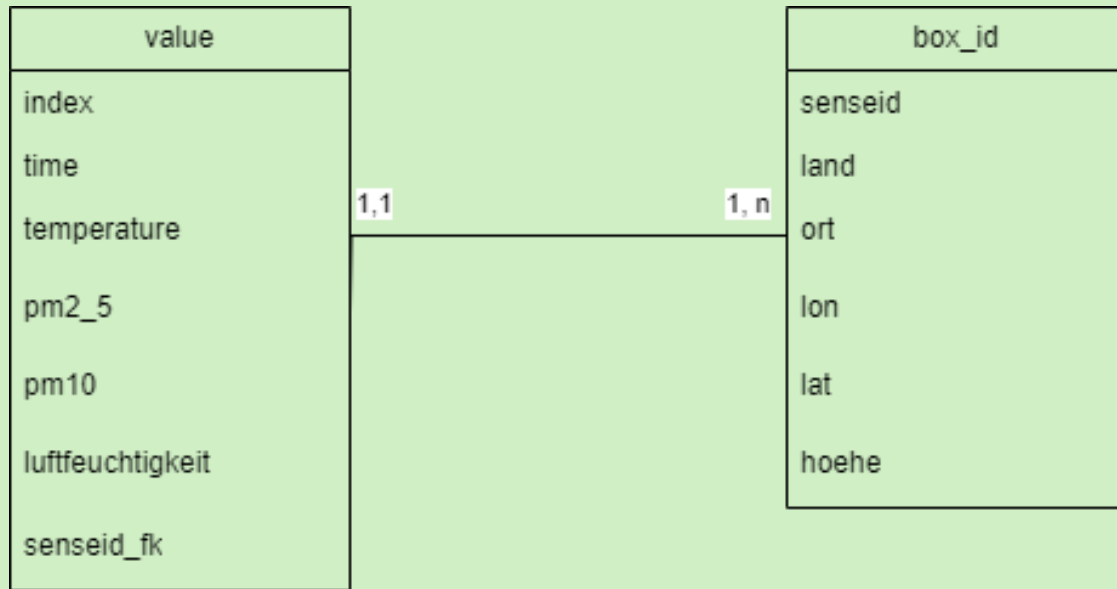 value
index
time
temperature
pm2_5
pm10
luftfeuchtigkeit
senseid_fk
1,1
1, n
box_id
senseid
land
ort
lon
lat
hoehe